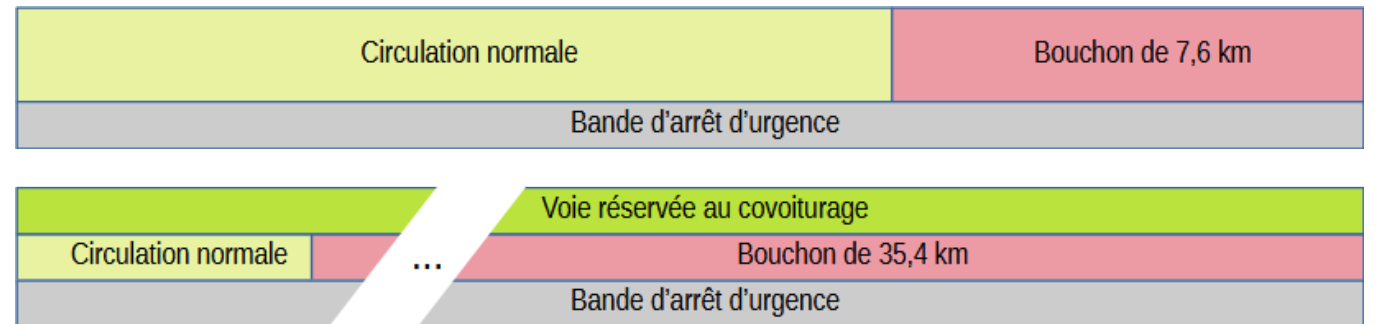 Circulation normale Bouchon de 7,6 km
Bande d'arrêt d'urgence
Voie réservée au covoiturage
Circulation normale ... Bouchon de 35,4 km
Bande d'arrêt d'urgence